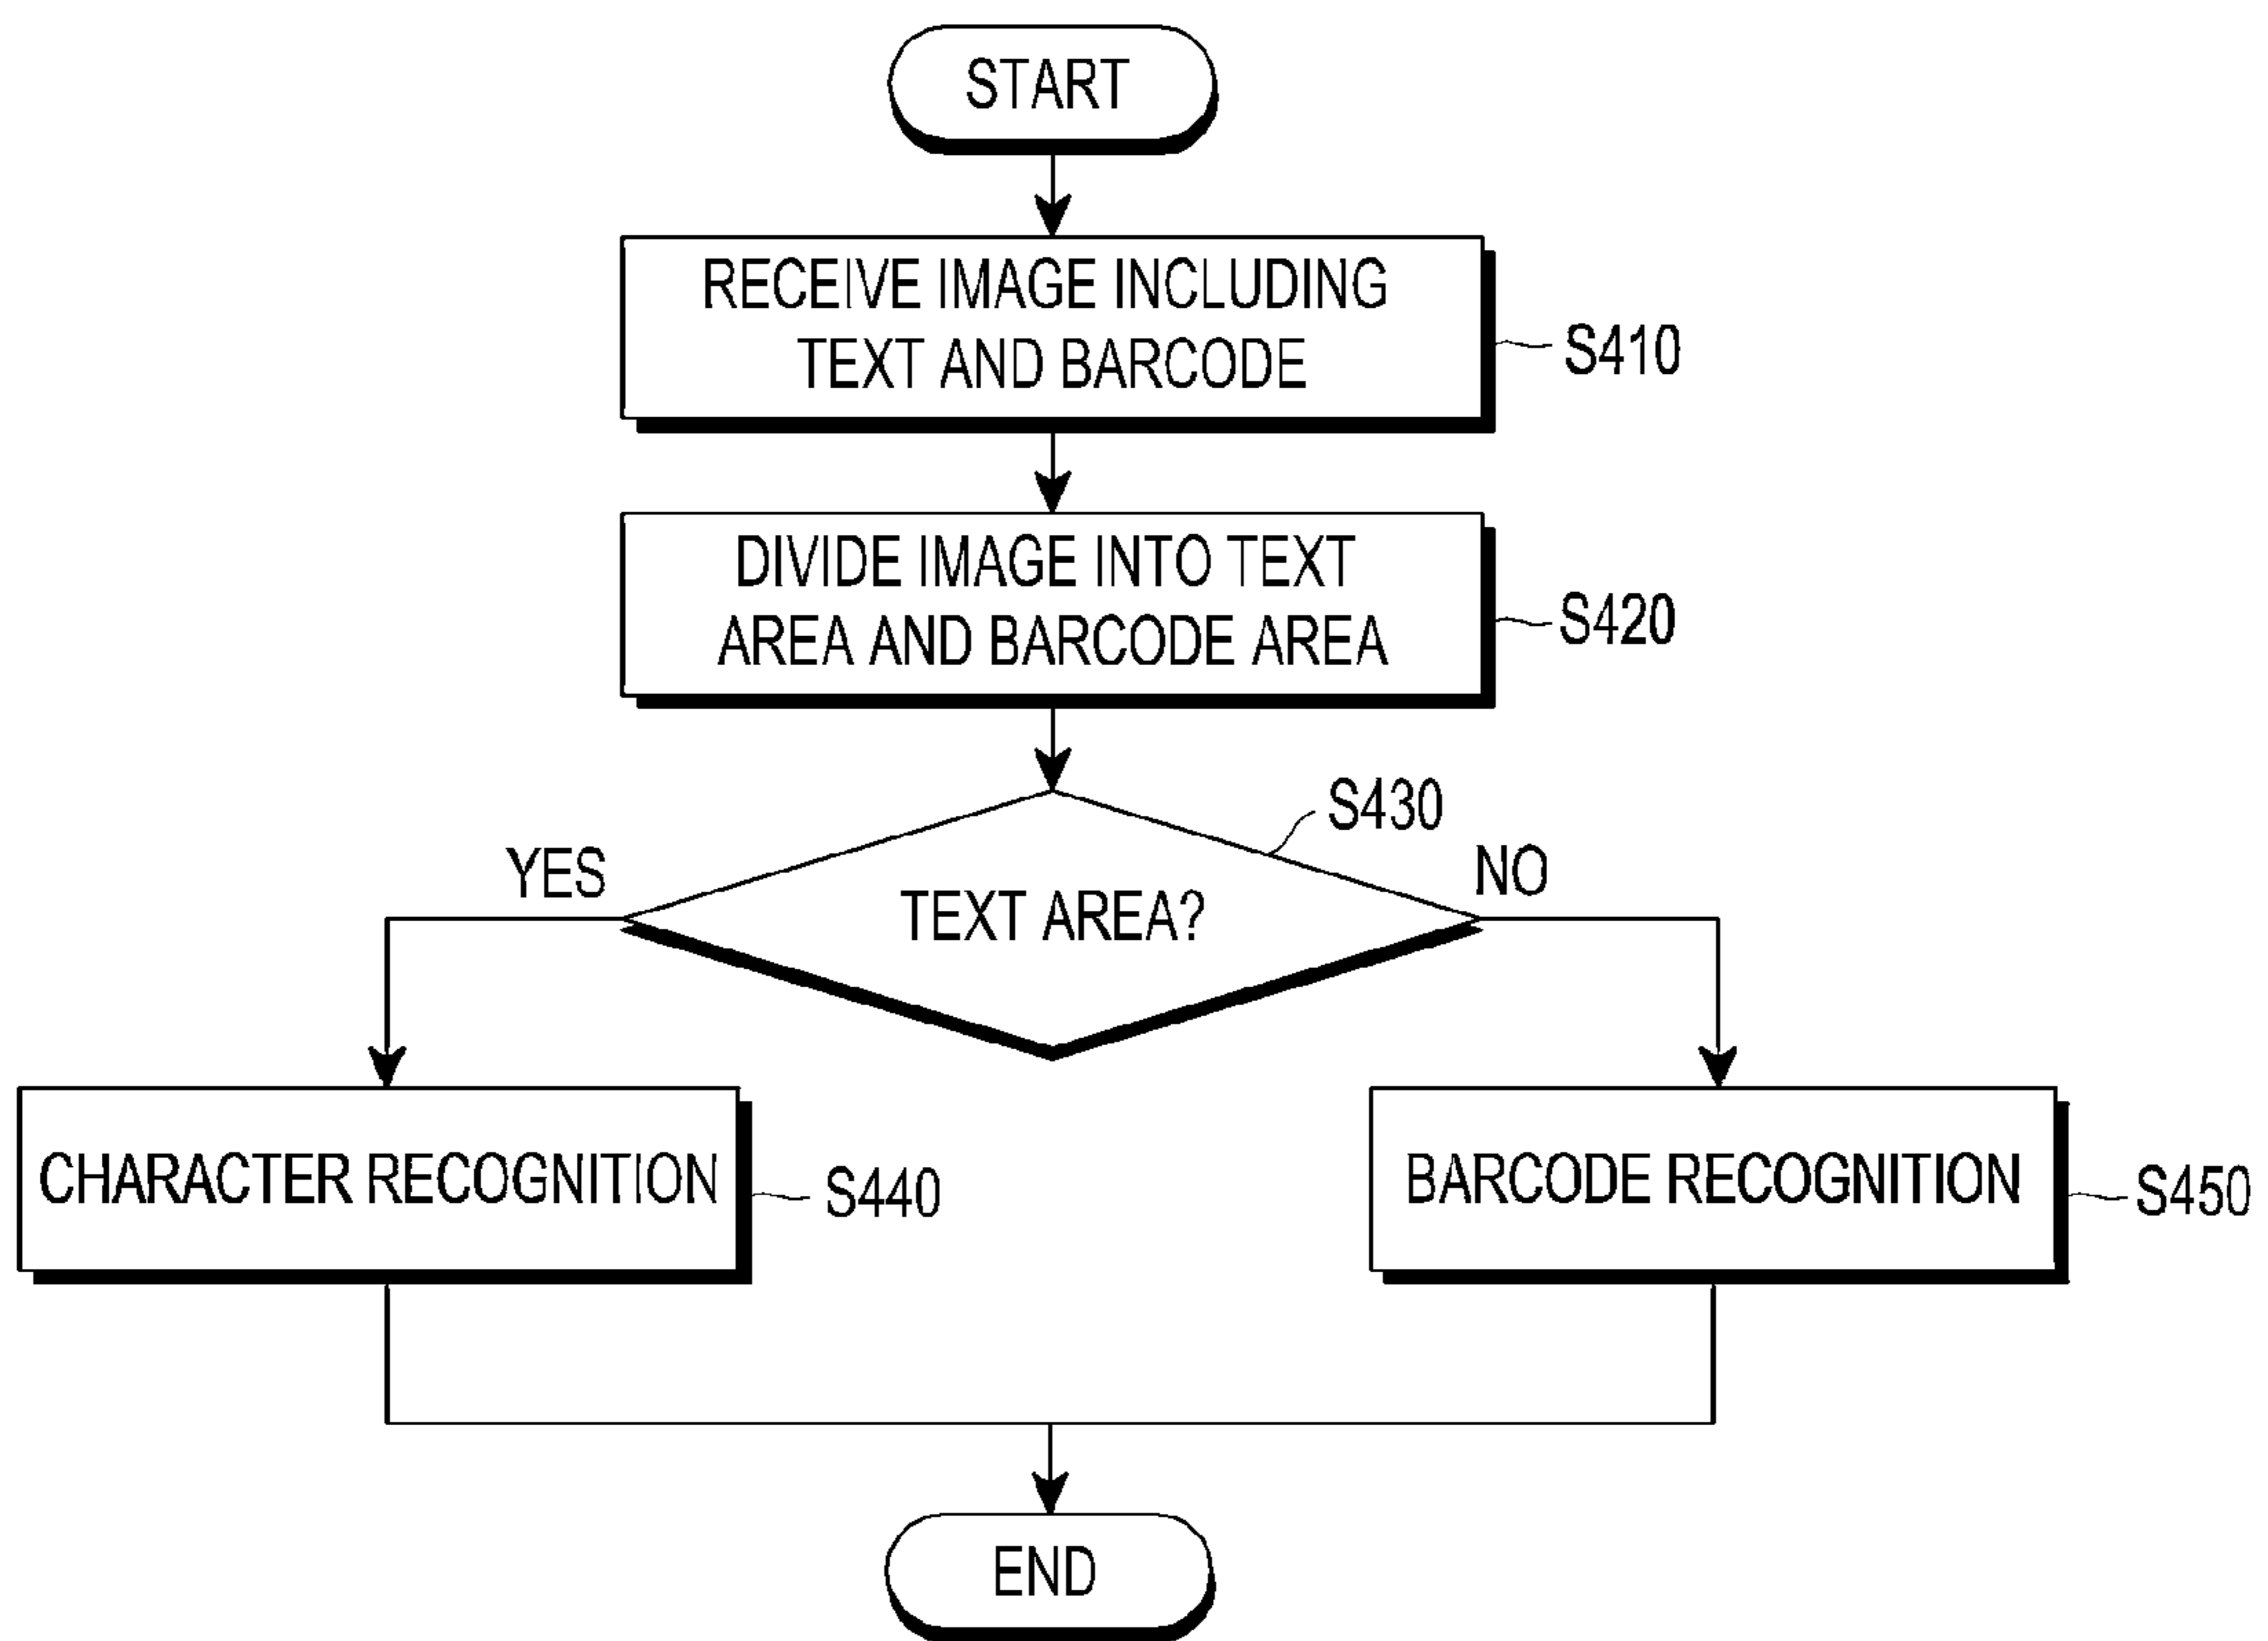 START
RECEIVE IMAGE INCLUDING
TEXT AND BARCODE
S410
DIVIDE IMAGE INTO TEXT
AREA AND BARCODE AREA
S420
S430
YES
NO
TEXT AREA?
CHARACTER RECOGNITION
S440
BARCODE RECOGNITION
S450
END